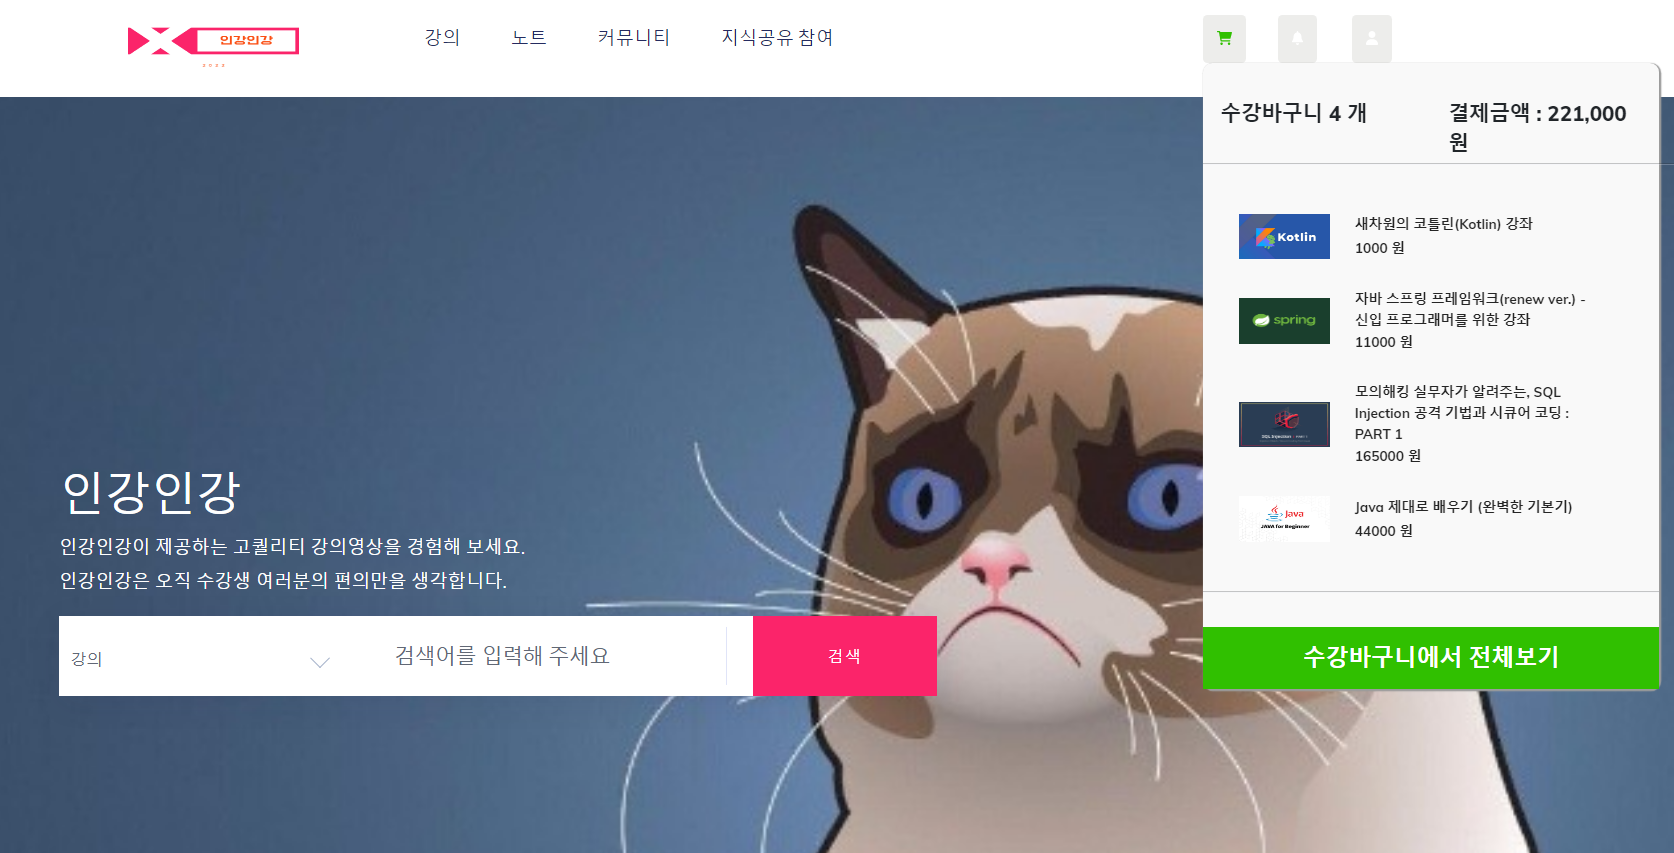 인강인강
강의 노트 커뮤니티 지식공유 참여
수강바구니 4 개
결제금액 : 221,000
원
Kotlin
새차원의 코틀린(Kotlin) 강좌
1000 원
spring
자바 스프링 프레임워크(renew ver.) -
신입 프로그래머를 위한 강좌
11000 원
SQL Injection - PART 1
모의해킹 실무자가 알려주는, SQL
Injection 공격 기법과 시큐어 코딩 :
PART 1
165000 원
Java
JAVA for Beginner
Java 제대로 배우기 (완벽한 기본기)
44000 원
수강바구니에서 전체보기
인강인강
인강인강이 제공하는 고퀄리티 강의영상을 경험해 보세요.
인강인강은 오직 수강생 여러분의 편의만을 생각합니다.
강의
검색어를 입력해 주세요
검색